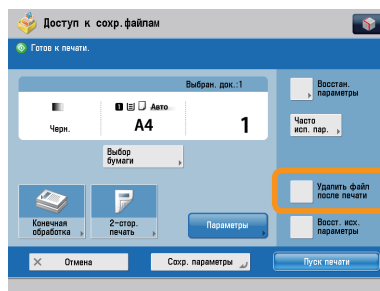 Доступ к сохр.файлам
Готов к печати.
Выбран. док.:1
Восстан.
параметры
1 Авто
Черн.
A4
1
Часто
исп. пар.
Выбор
бумаги
Удалить файл
после печати
Конечная
обработка
2-стор.
печать
Параметры
Восст. исх.
параметры
Отмена
Сохр. параметры
Пуск печати